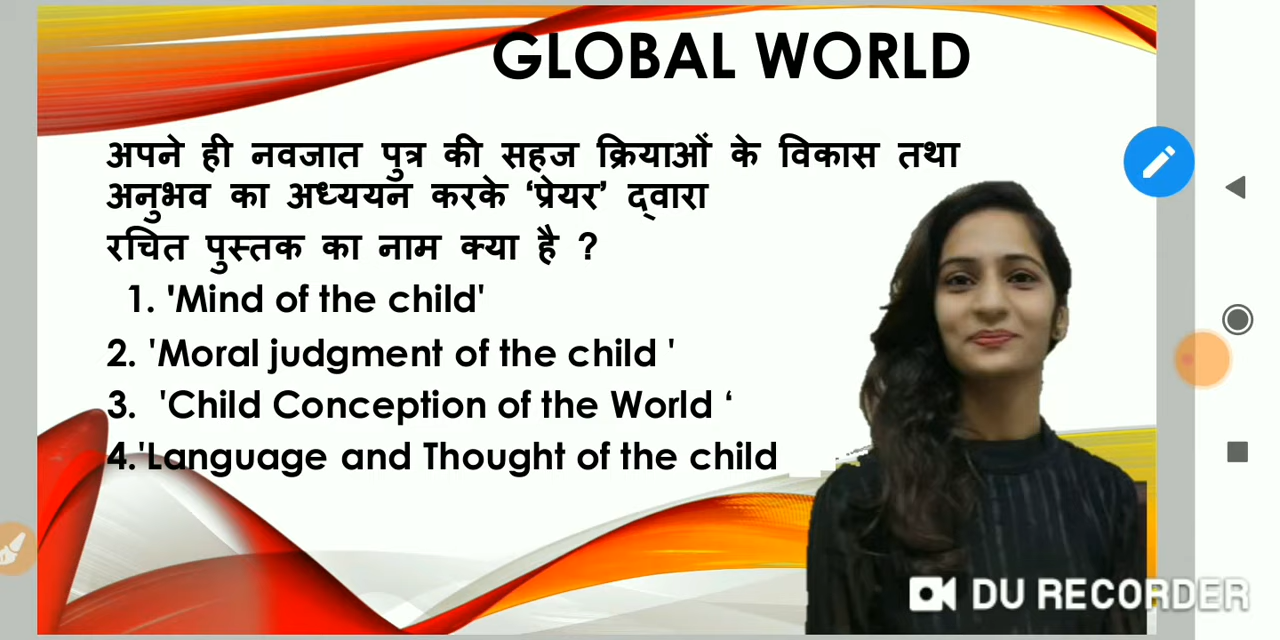 GLOBAL WORLD
अपने ही नवजात पुत्र की सहज क्रियाओं के विकास तथा
अनुभव का अध्ययन करके ‘प्रेयर’ द्वारा
रचित पुस्तक का नाम क्या है ?
1. 'Mind of the child'
2. 'Moral judgment of the child '
3. 'Child Conception of the World ‘
4.'Language and Thought of the child
DU RECORDER